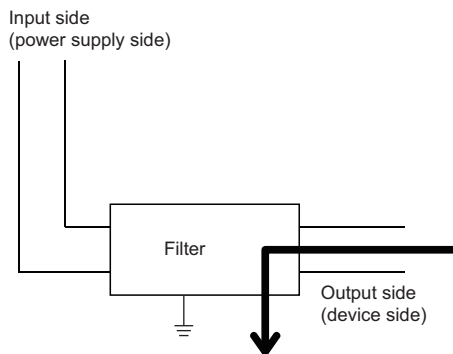 Input side
(power supply side)
Filter
Output side
(device side)